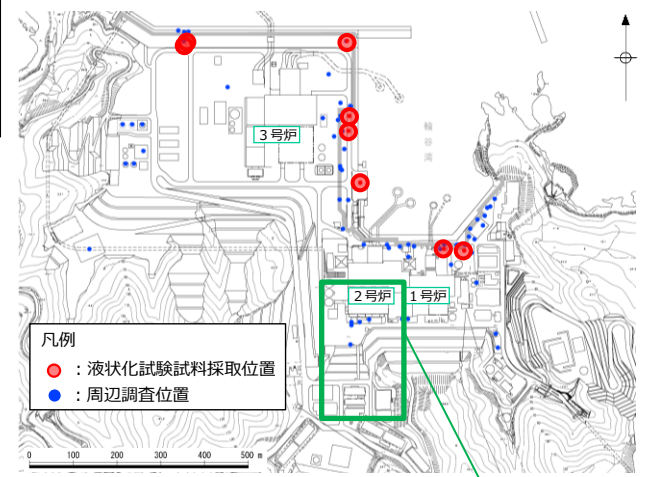 3号炉
輪谷湾
2号炉 1号炉
凡例
：液状化試験試料採取位置
：周辺調査位置
0 100 200 300 400 500 m